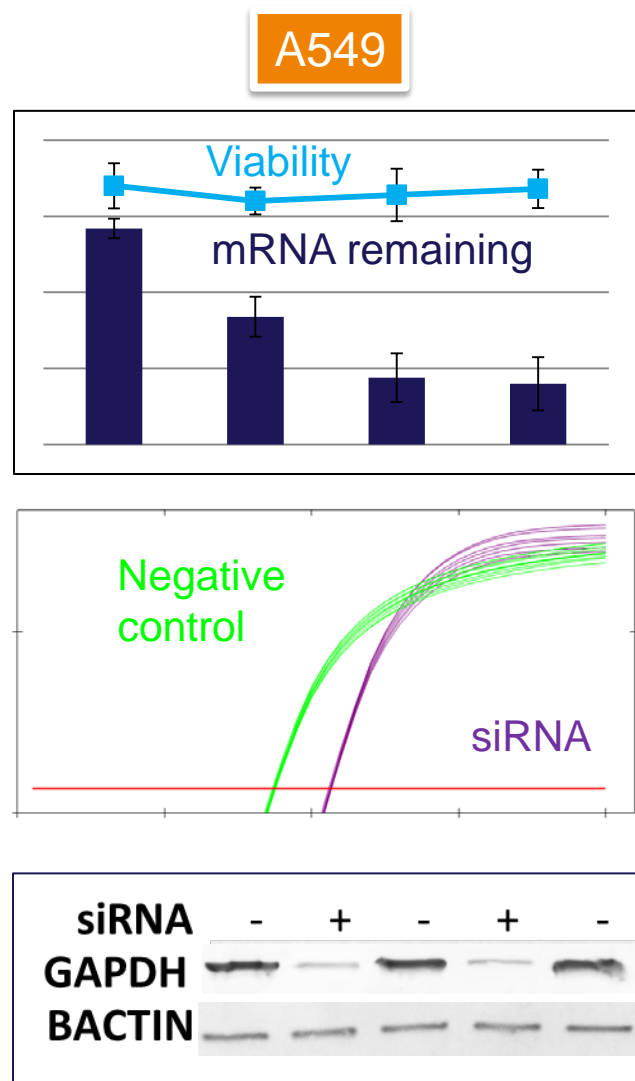 A549
Viability
mRNA remaining
Negative
control
siRNA
siRNA - + - + -
GAPDH
BACTIN